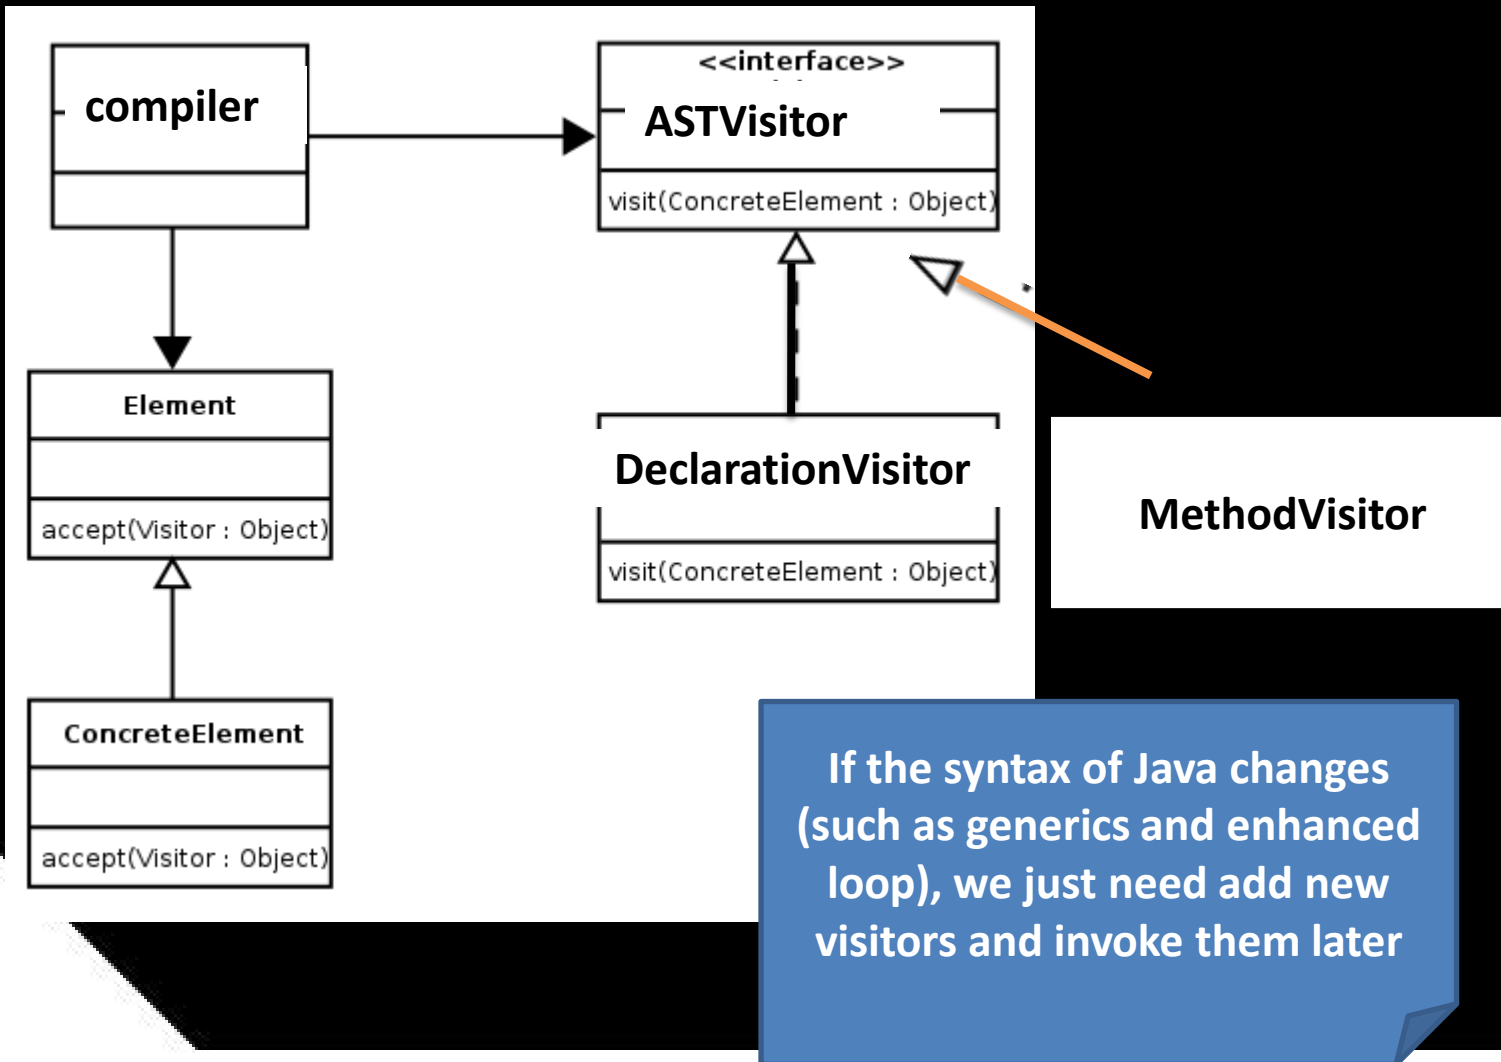 compiler
<<interface>>
ASTVisitor
visit(ConcreteElement : Object)
Element
accept(Visitor : Object)
DeclarationVisitor
visit(ConcreteElement : Object)
MethodVisitor
ConcreteElement
accept(Visitor : Object)
If the syntax of Java changes
(such as generics and enhanced
loop), we just need add new
visitors and invoke them later